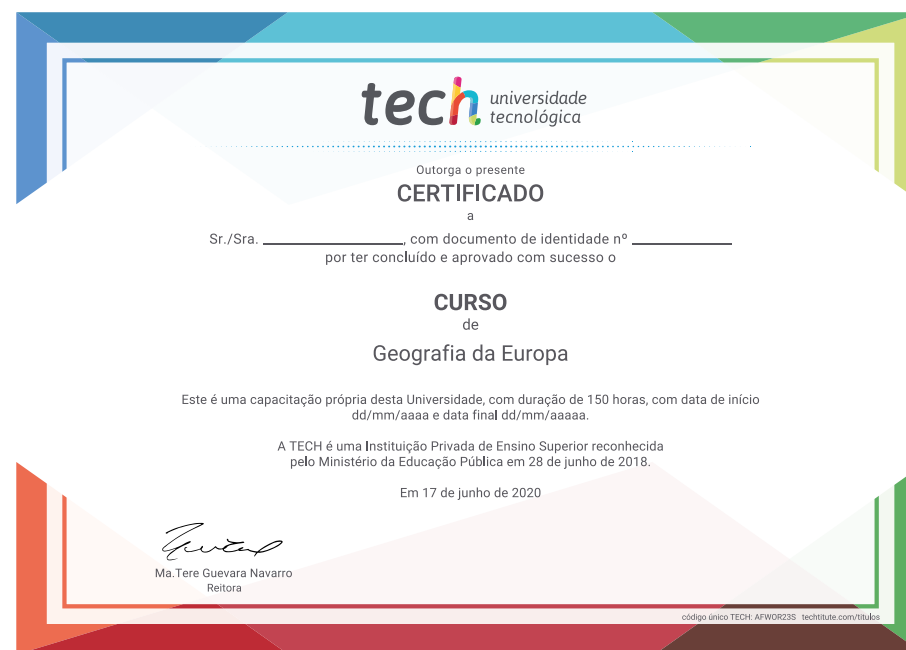 tech universidade
tecnológica
Outorga o presente
CERTIFICADO
a
Sr./Sra. ____________, com documento de identidade nº ____________
por ter concluído e aprovado com sucesso o
CURSO
de
Geografia da Europa
Este é uma capacitação própria desta Universidade, com duração de 150 horas, com data de início
dd/mm/aaaa e data final dd/mm/aaaaa.
A TECH é uma Instituição Privada de Ensino Superior reconhecida
pelo Ministério da Educação Pública em 28 de junho de 2018.
Em 17 de junho de 2020
Ma.Tere Guevara Navarro
Reitora
código único TECH: AFWOR23S techtitute.com/titulos